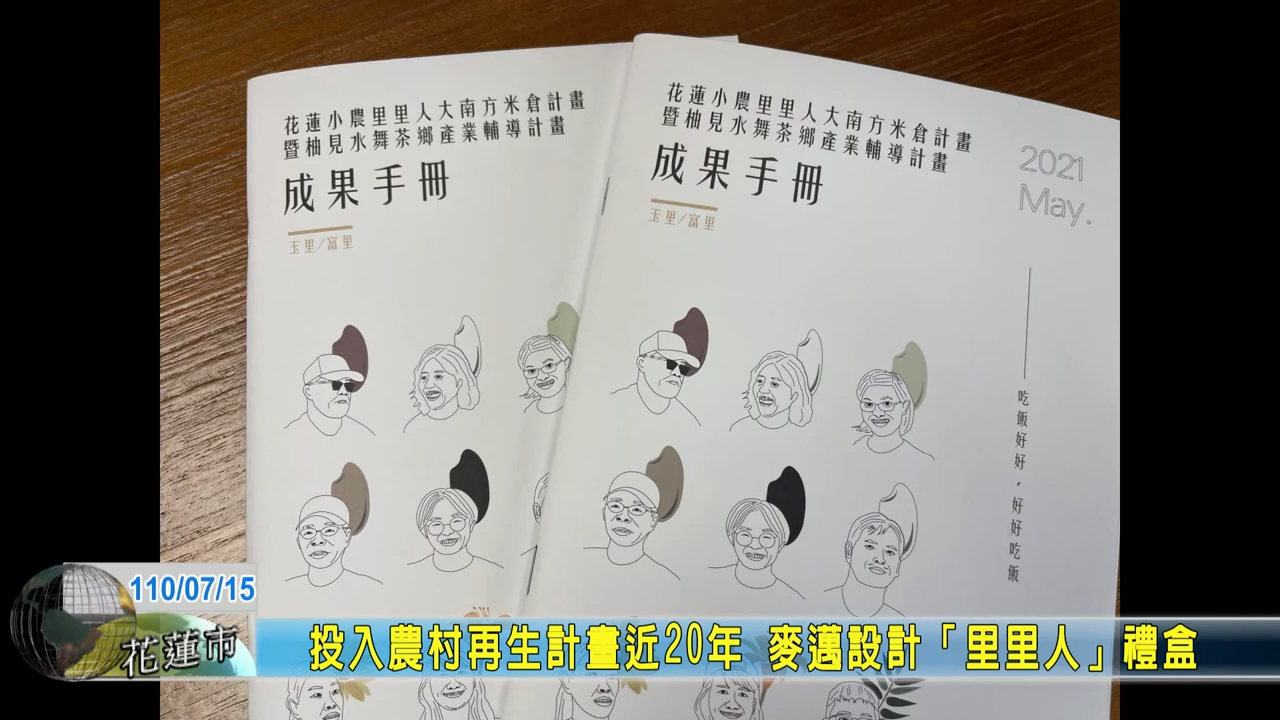 花蓮小農里里人大南方米倉計畫
暨柚見水舞茶鄉產業輔導計畫
成果手冊
玉里/富里
花蓮小農里里人大南方米倉計畫
暨柚見水舞茶鄉產業輔導計畫
成果手冊
玉里/富里
2021
May.
吃飯好好，好好吃飯
110/07/15
花蓮市
投入農村再生計畫近20年 麥邁設計「里里人」禮盒